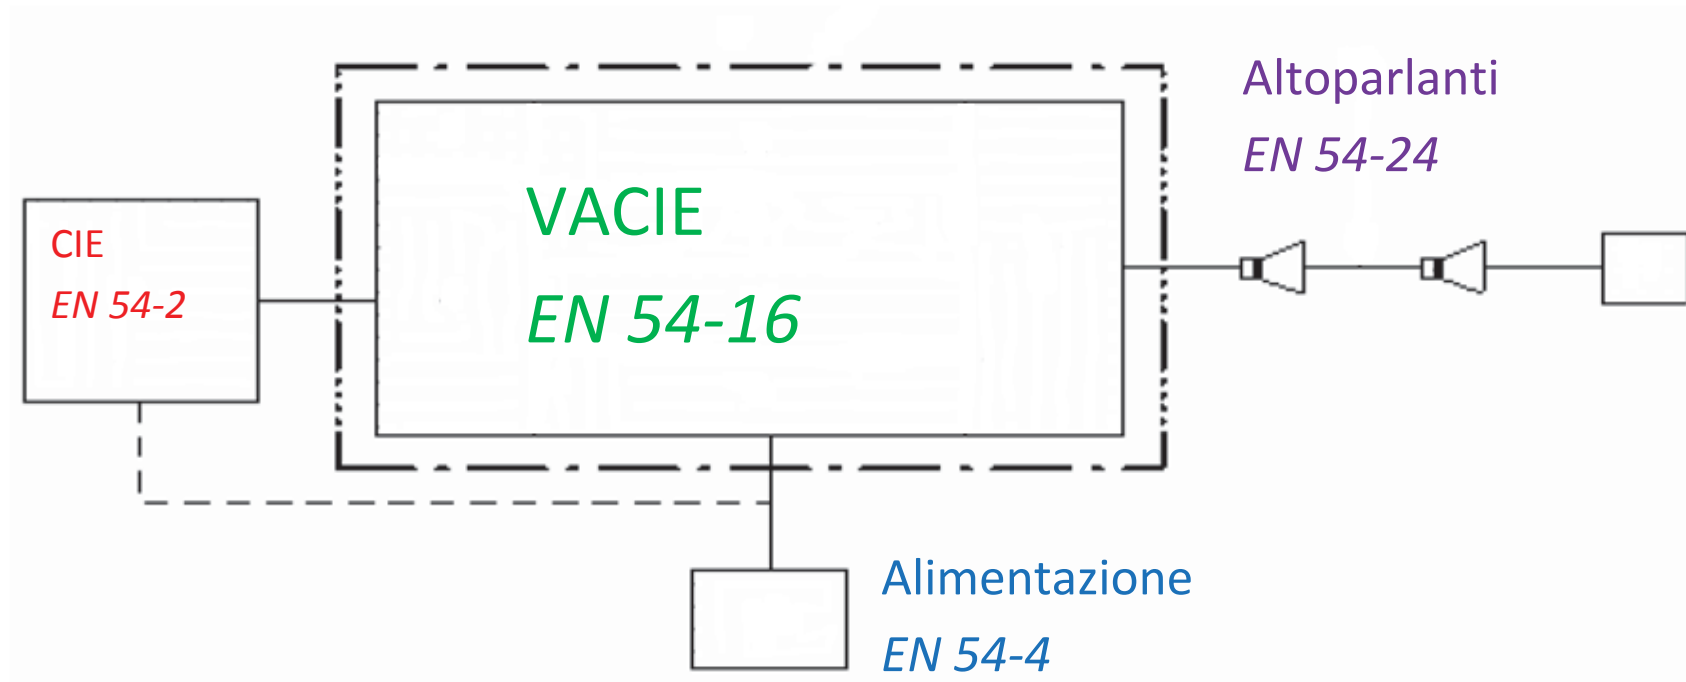 Altoparlanti
EN 54-24
VACIE
EN 54-16
CIE
EN 54-2
Alimentazione
EN 54-4